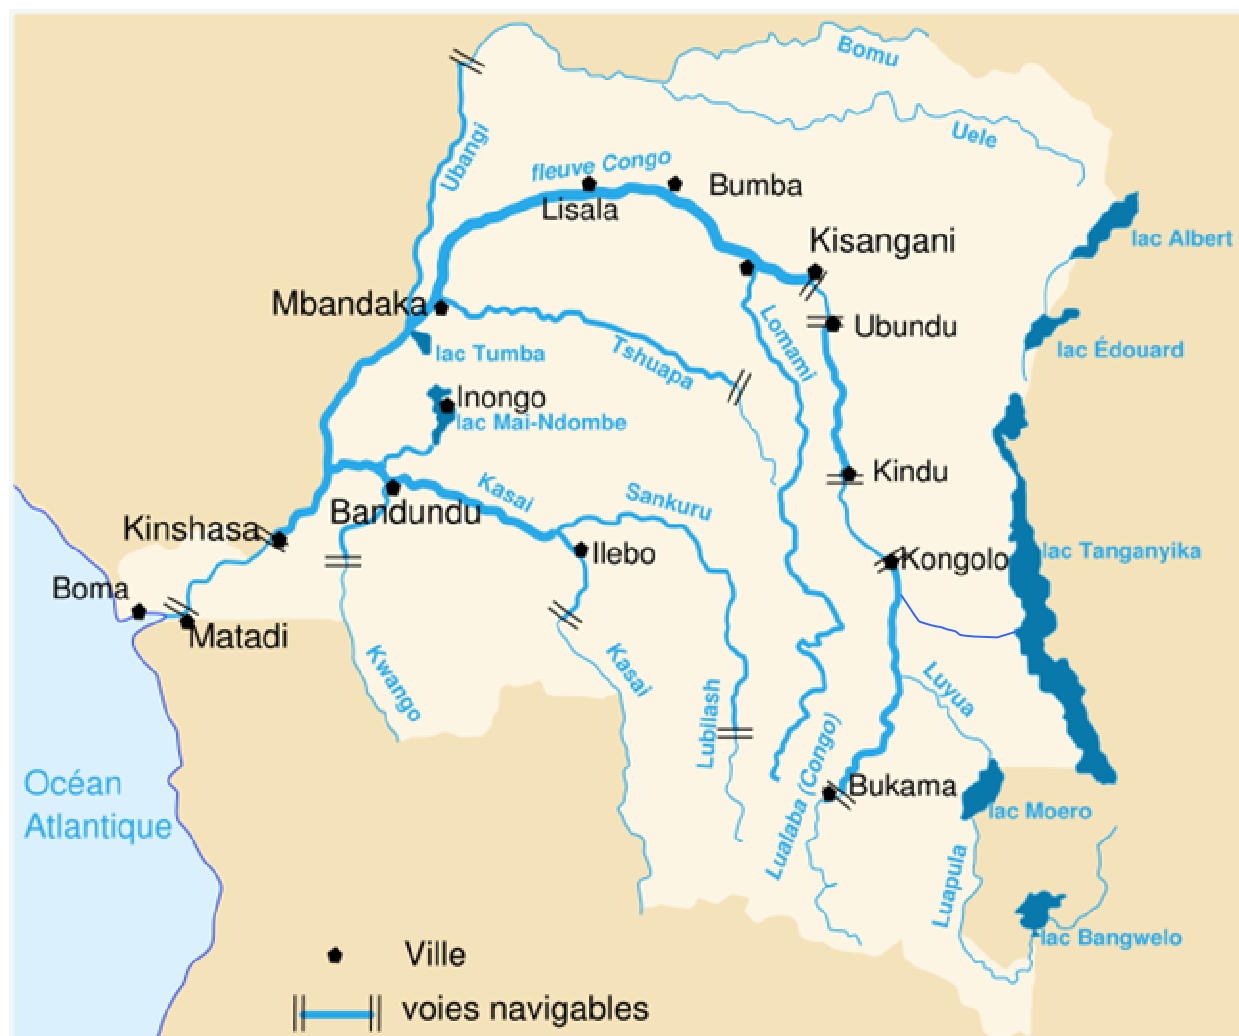 Bomu
Uele
Ubangi
fleuve Congo
Bumba
Lisala
Kisangani
lac Albert
Mbandaka
Ubundu
Lomami
lac Édouard
lac Tumba
Tshuapa
Inongo
lac Mai-Ndombe
Kindu
Kasai
Sankuru
Bandundu
Kinshasa
Ilebo
Kongolo
lac Tanganyika
Boma
Matadi
Kwango
Kasai
Lubilash
Luyua
Lualaba (Congo)
Bukama
Océan
Atlantique
lac Moero
Luapula
lac Bangwelo
Ville
voies navigables